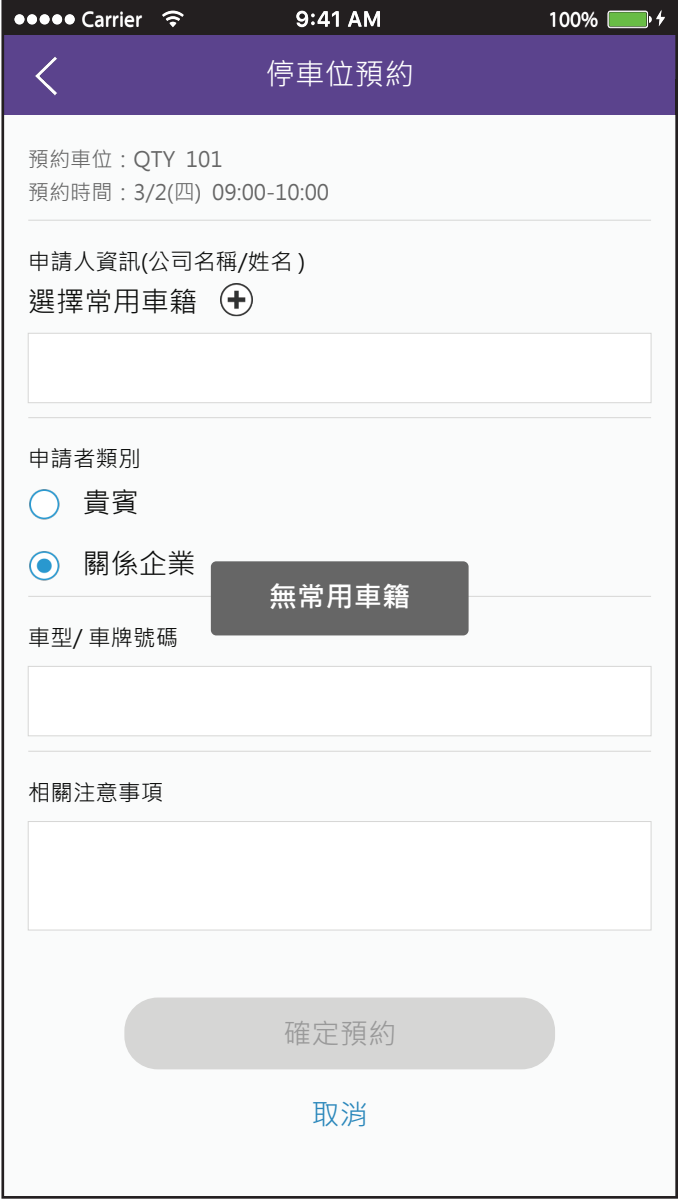 ●●●●● Carrier 9:41 AM 100%
停車位預約
預約車位：QTY 101
預約時間：3/2(四) 09:00-10:00
申請人資訊(公司名稱/姓名)
選擇常用車籍
申請者類別
貴賓
關係企業
無常用車籍
車型/ 車牌號碼
相關注意事項
確定預約
取消